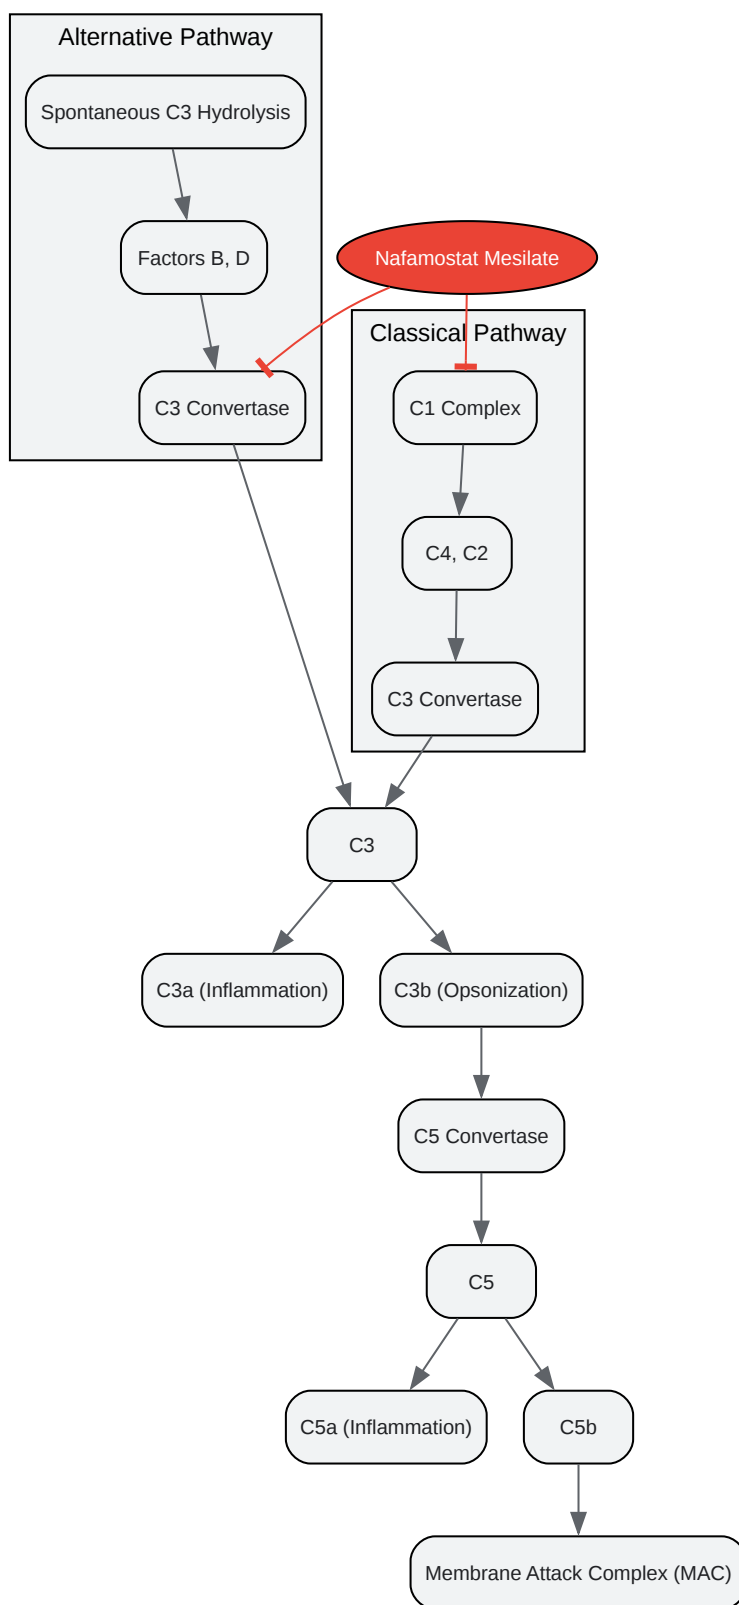 Alternative Pathway
Spontaneous C3 Hydrolysis
Factors B, D
Nafamostat Mesilate
Classical Pathway
C3 Convertase
C1 Complex
C4, C2
C3 Convertase
C3
C3a (Inflammation)
C3b (Opsonization)
C5 Convertase
C5
C5a (Inflammation)
C5b
Membrane Attack Complex (MAC)